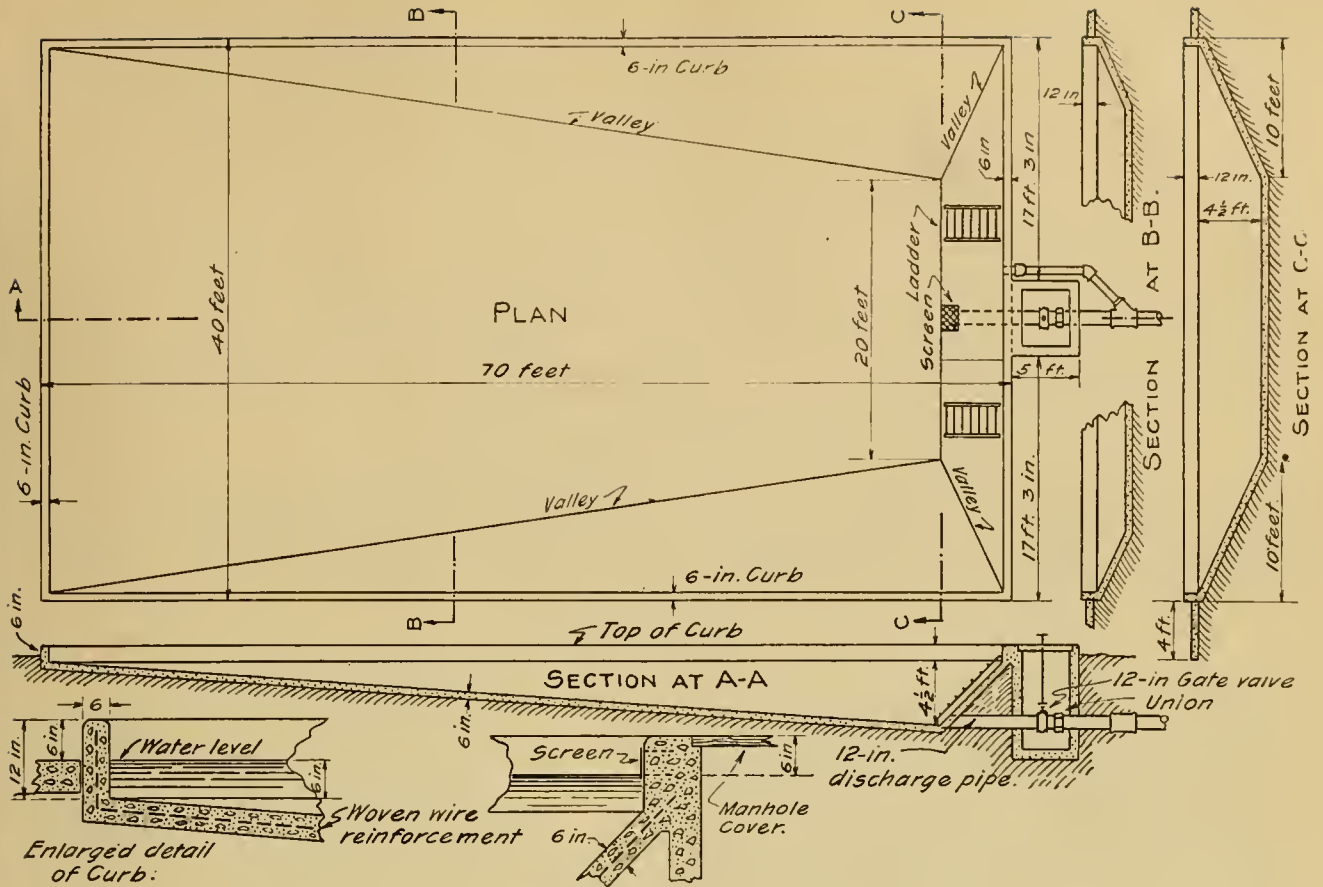 B
C
6-in Curb
Valley
Valley
6 in
17 ft. 3 in
12 in
10 feet
12 in.
4 1/2 ft.
A
40 feet
PLAN
70 feet
20 feet
Ladder
Screen
5 ft.
SECTION AT B-B.
SECTION AT C-C.
6-in. Curb
Valley
Valley
17 ft. 3 in.
10 feet
6-in. Curb
B
C
4 ft.
6 in.
Top of Curb
SECTION AT A-A
4 1/2 ft
6 in.
12-in Gate valve
Union
12-in.
discharge pipe.
6
12 in.
6 in
Water level
6 in
Woven wire
reinforcement
Enlarged detail
of Curb:
Screen
6 in
6 in.
Manhole
Cover.